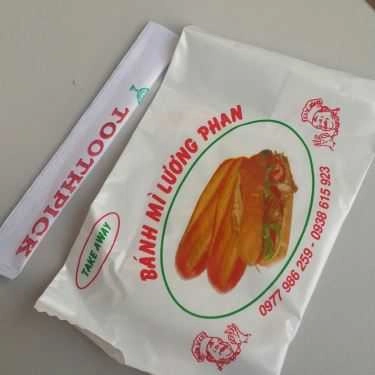 TOOTHPICK
BÁNH MÌ LƯƠNG PHAN
TAKE AWAY
0977 986 259 - 0938 615 923